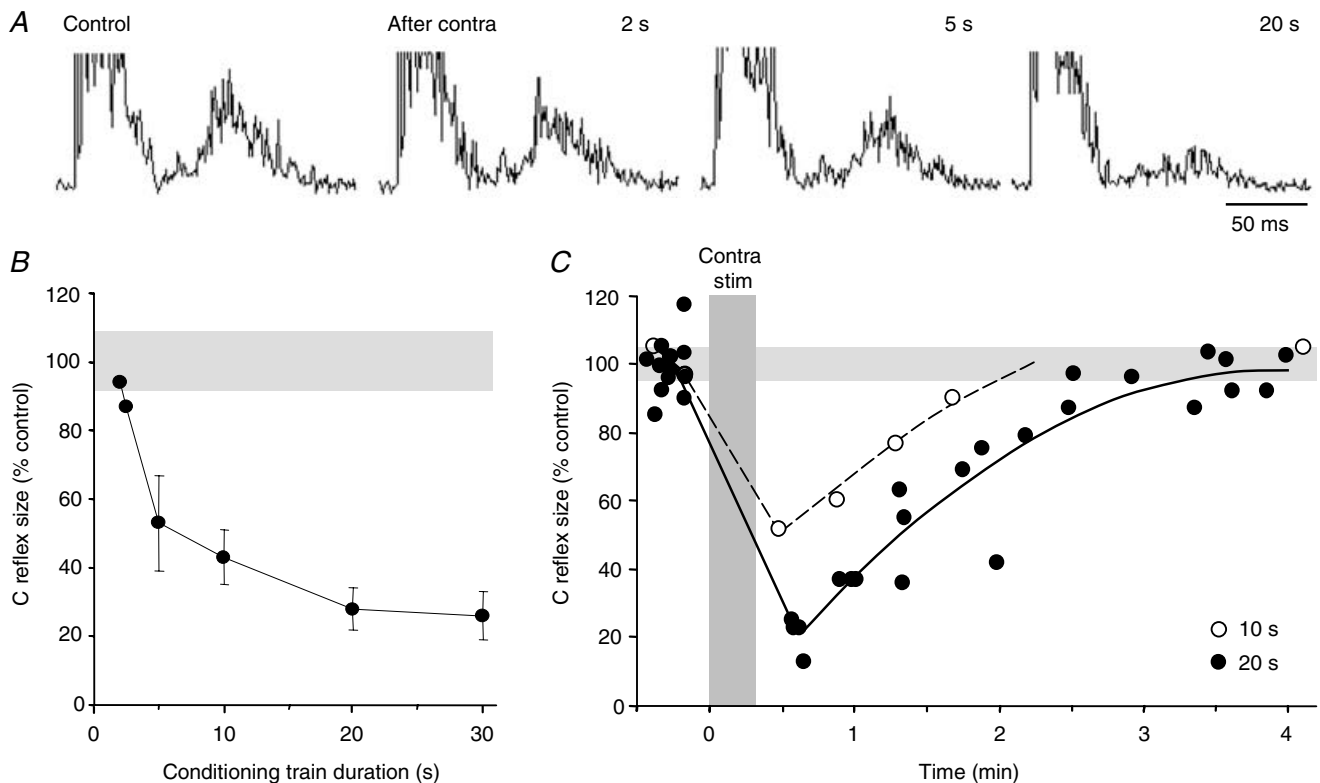 A
Control
After contra
2 s
5 s
20 s
50 ms
B
120
100
80
60
40
20
0
C reflex size (% control)
0
10
20
30
Conditioning train duration (s)
C
Contra
stim
120
100
80
60
40
20
0
C reflex size (% control)
10 s
20 s
0
1
2
3
4
Time (min)